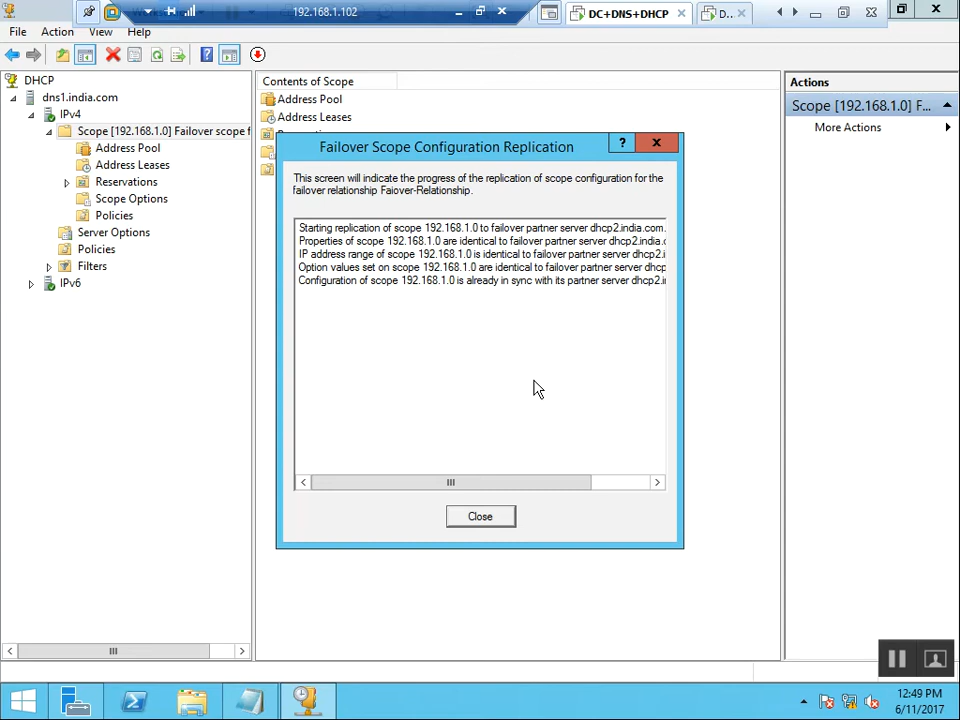 192.168.1.102
DC+DNS+DHCP
D..
File Action View Help
DHCP
dns1.india.com
IPv4
Scope [192.168.1.0] Failover scope f
Address Pool
Address Leases
Reservations
Scope Options
Policies
Server Options
Policies
Filters
IPv6
Contents of Scope
Address Pool
Address Leases
Failover Scope Configuration Replication
?
x
This screen will indicate the progress of the replication of scope configuration for the
failover relationship Faiover-Relationship.
Starting replication of scope 192.168.1.0 to failover partner server dhcp2.india.com.
Properties of scope 192.168.1.0 are identical to failover partner server dhcp2.india.c
IP address range of scope 192.168.1.0 is identical to failover partner server dhcp2.i
Option values set on scope 192.168.1.0 are identical to failover partner server dhcp
Configuration of scope 192.168.1.0 is already in sync with its partner server dhcp2.i
Close
Actions
Scope [192.168.1.0] F...
More Actions
12:49 PM
6/11/2017